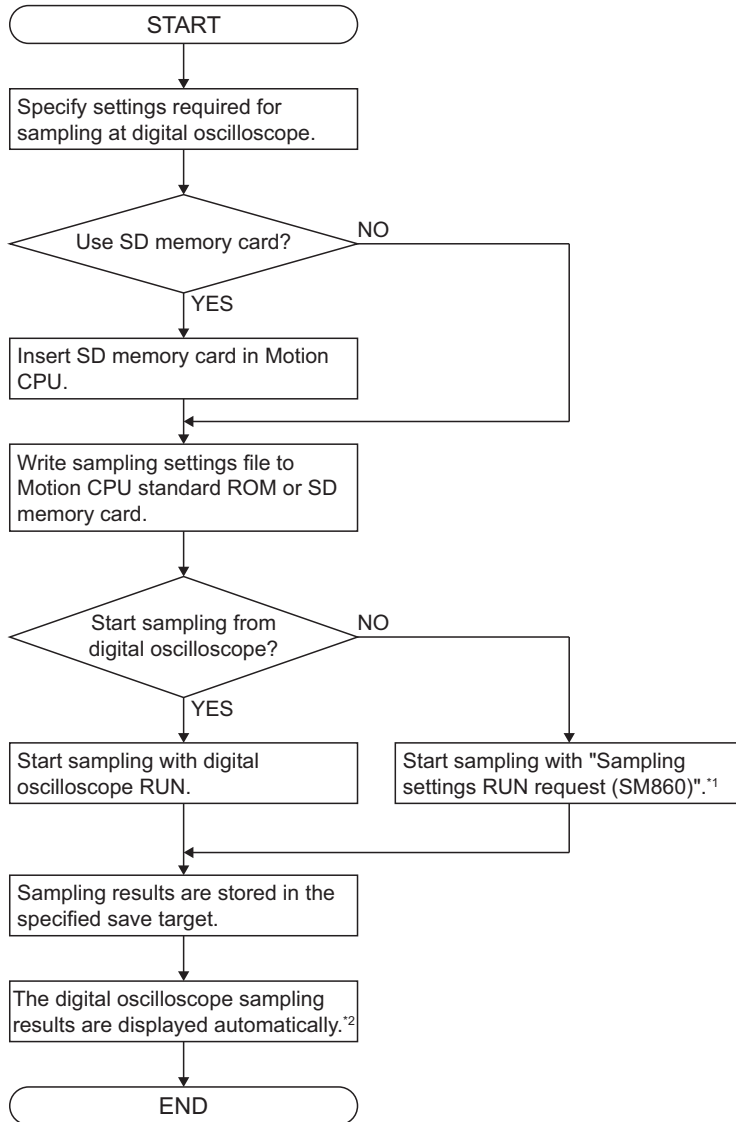 START
Specify settings required for
sampling at digital oscilloscope.
Use SD memory card?
NO
YES
Insert SD memory card in Motion
CPU.
Write sampling settings file to
Motion CPU standard ROM or SD
memory card.
Start sampling from
digital oscilloscope?
NO
YES
Start sampling with digital
oscilloscope RUN.
Start sampling with "Sampling
settings RUN request (SM860)".*1
Sampling results are stored in the
specified save target.
The digital oscilloscope sampling
results are displayed automatically.*2
END